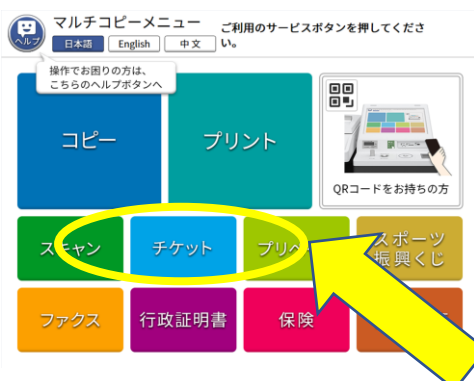 マルチコピーメニュー
ご利用のサービスボタンを押してください。
ヘルプ
日本語 English 中文
操作でお困りの方は、
こちらのヘルプボタンへ
コピー
プリント
QRコードをお持ちの方
スキャン
チケット
プリペ
スポーツ
振興くじ
ファクス
行政証明書
保険